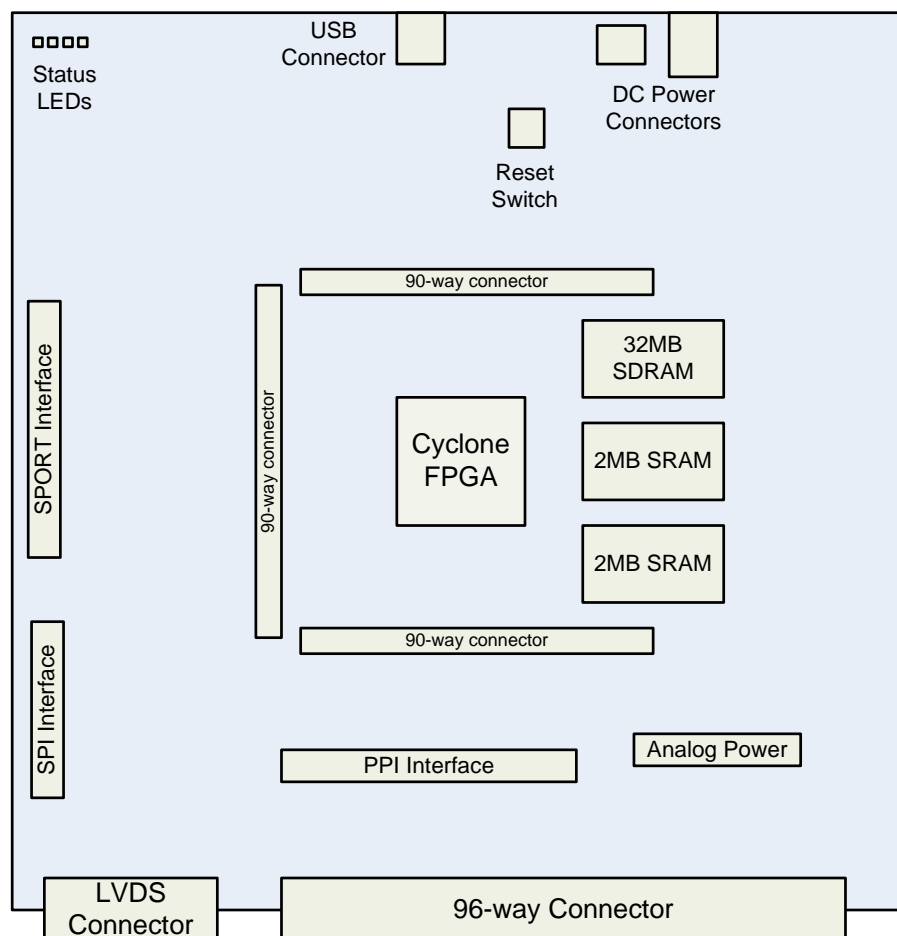 USB
Connector
Status
LEDs
DC Power
Connectors
Reset
Switch
90-way connector
90-way connector
SPORT Interface
32MB
SDRAM
Cyclone
FPGA
2MB SRAM
2MB SRAM
90-way connector
SPI Interface
PPI Interface
Analog Power
LVDS
Connector
96-way Connector